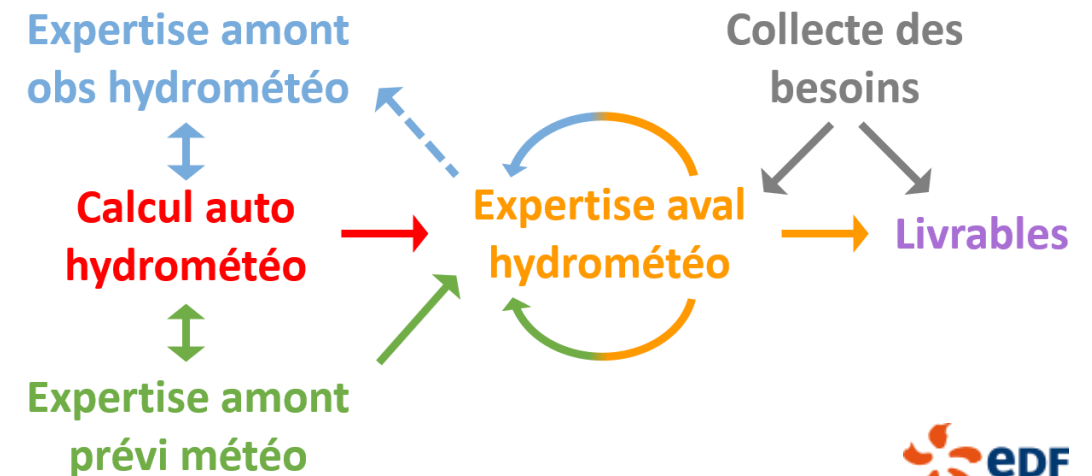 Expertise amont
obs hydrométéo
Collecte des
besoins
Calcul auto
hydrométéo
Expertise aval
hydrométéo
Livrables
Expertise amont
prévi météo
eDF